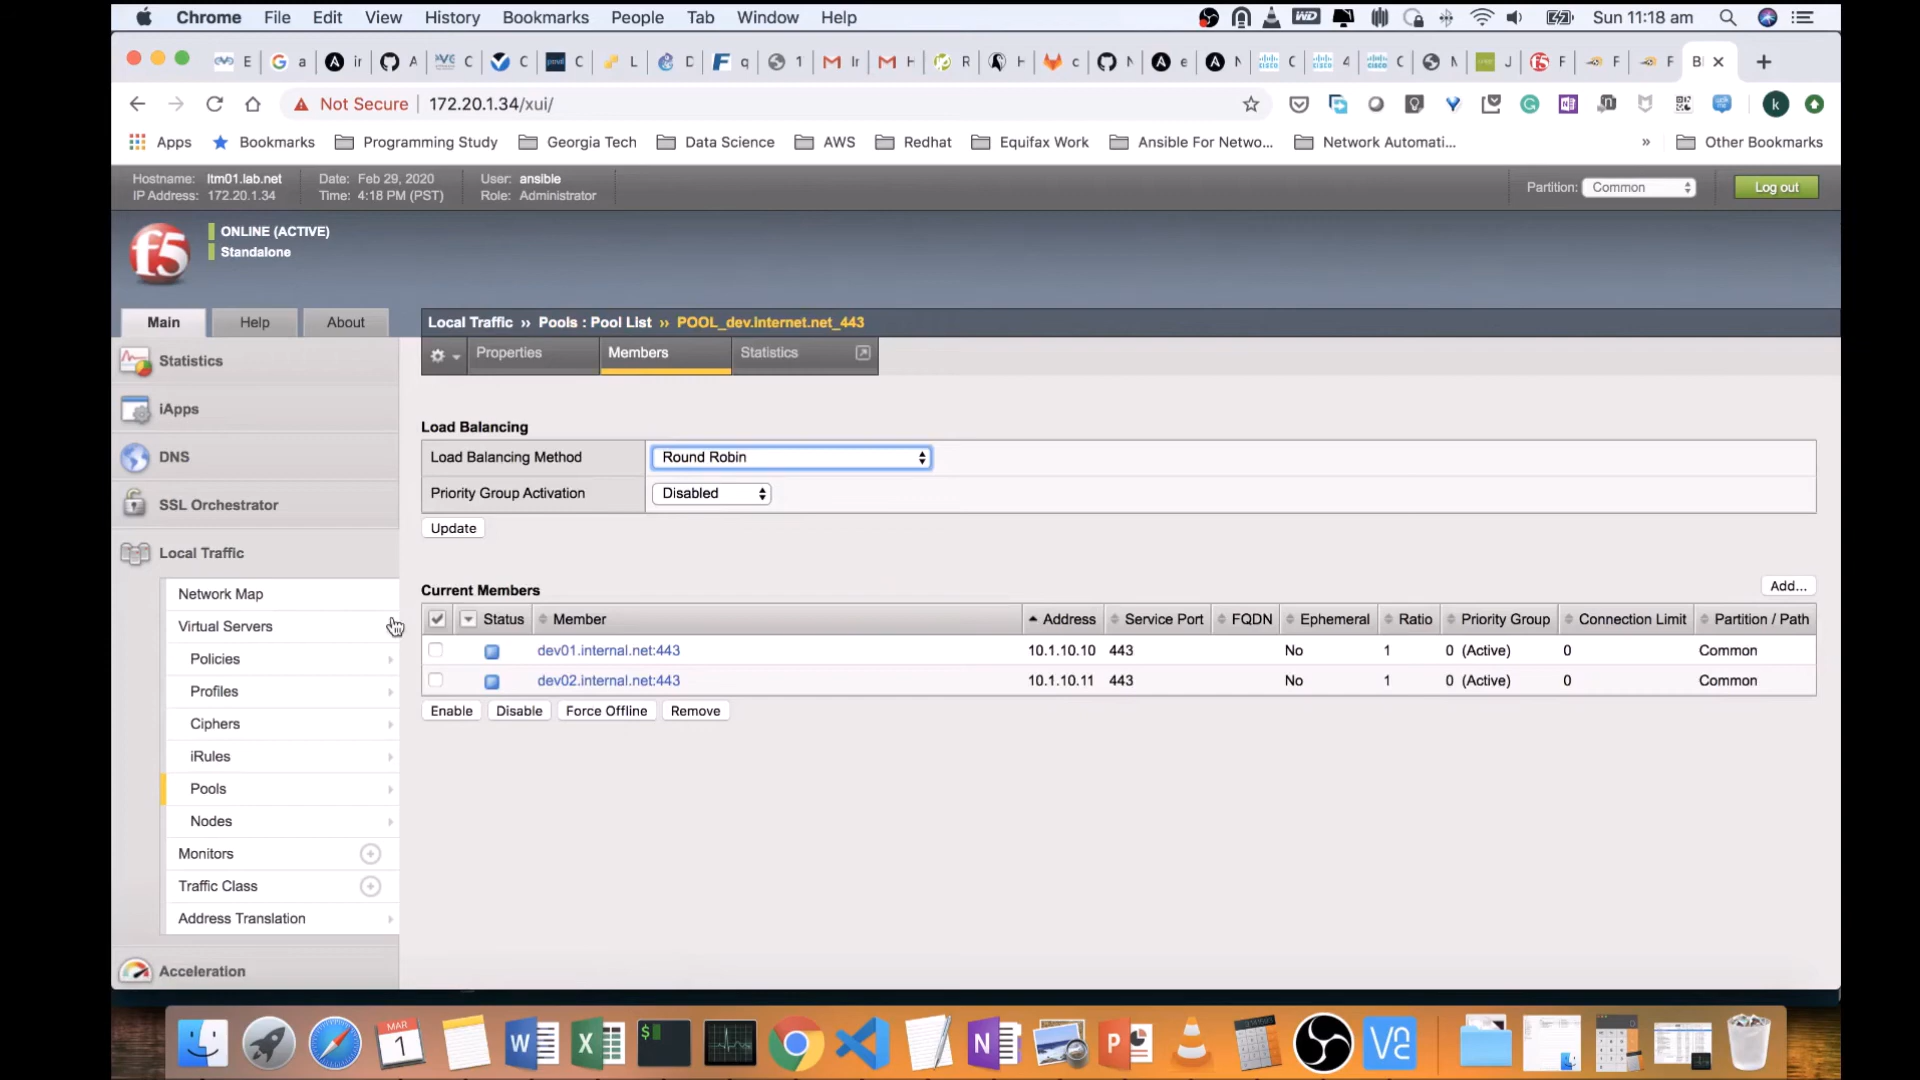 Chrome File Edit View History Bookmarks People Tab Window Help
WD
Sun 11:18 am
E a ir A C C C L D q 1 Ir H R H c N e N C 4 C N J F F F B
Not Secure 172.20.1.34/xui/
k
Apps Bookmarks Programming Study Georgia Tech Data Science AWS Redhat Equifax Work Ansible For Netwo... Network Automati... » Other Bookmarks
Hostname: ltm01.lab.net Date: Feb 29, 2020 User: ansible
IP Address: 172.20.1.34 Time: 4:18 PM (PST) Role: Administrator
Partition: Common Log out
f5
ONLINE (ACTIVE)
Standalone
Main Help About
Local Traffic » Pools : Pool List » POOL_dev.internet.net_443
Properties Members Statistics
Statistics
iApps
DNS
SSL Orchestrator
Local Traffic
Network Map
Virtual Servers
Policies
Profiles
Ciphers
iRules
Pools
Nodes
Monitors
Traffic Class
Address Translation
Acceleration
Load Balancing
Load Balancing Method Round Robin
Priority Group Activation Disabled
Update
Current Members Add...
Status Member Address Service Port FQDN Ephemeral Ratio Priority Group Connection Limit Partition / Path
dev01.internal.net:443 10.1.10.10 443 No 1 0 (Active) 0 Common
dev02.internal.net:443 10.1.10.11 443 No 1 0 (Active) 0 Common
Enable Disable Force Offline Remove
MAR
1
W X $ N P